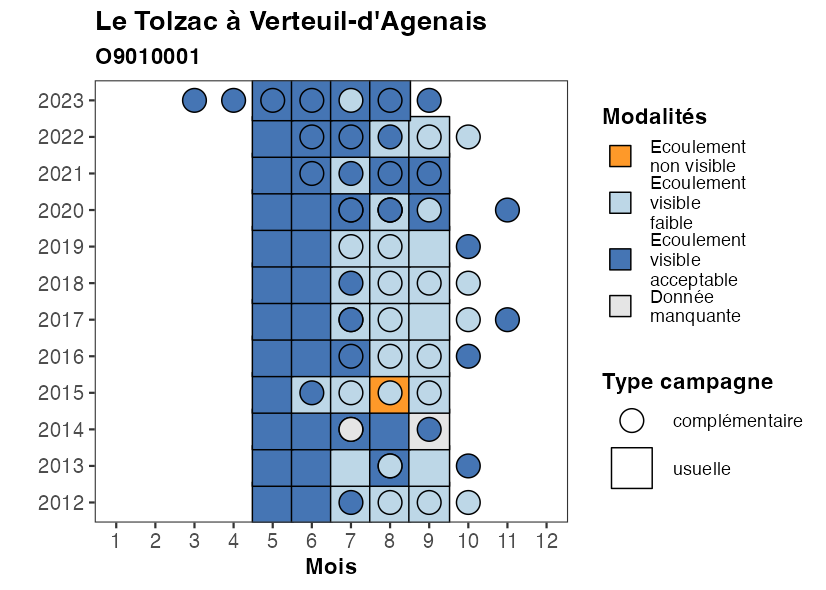 Le Tolzac à Verteuil-d'Agenais
O9010001
2023
2022
2021
2020
2019
2018
2017
2016
2015
2014
2013
2012
1 2 3 4 5 6 7 8 9 10 11 12
Mois
Modalités
Ecoulement
non visible
Ecoulement
visible
faible
Ecoulement
visible
acceptable
Donnée
manquante
Type campagne
complémentaire
usuelle